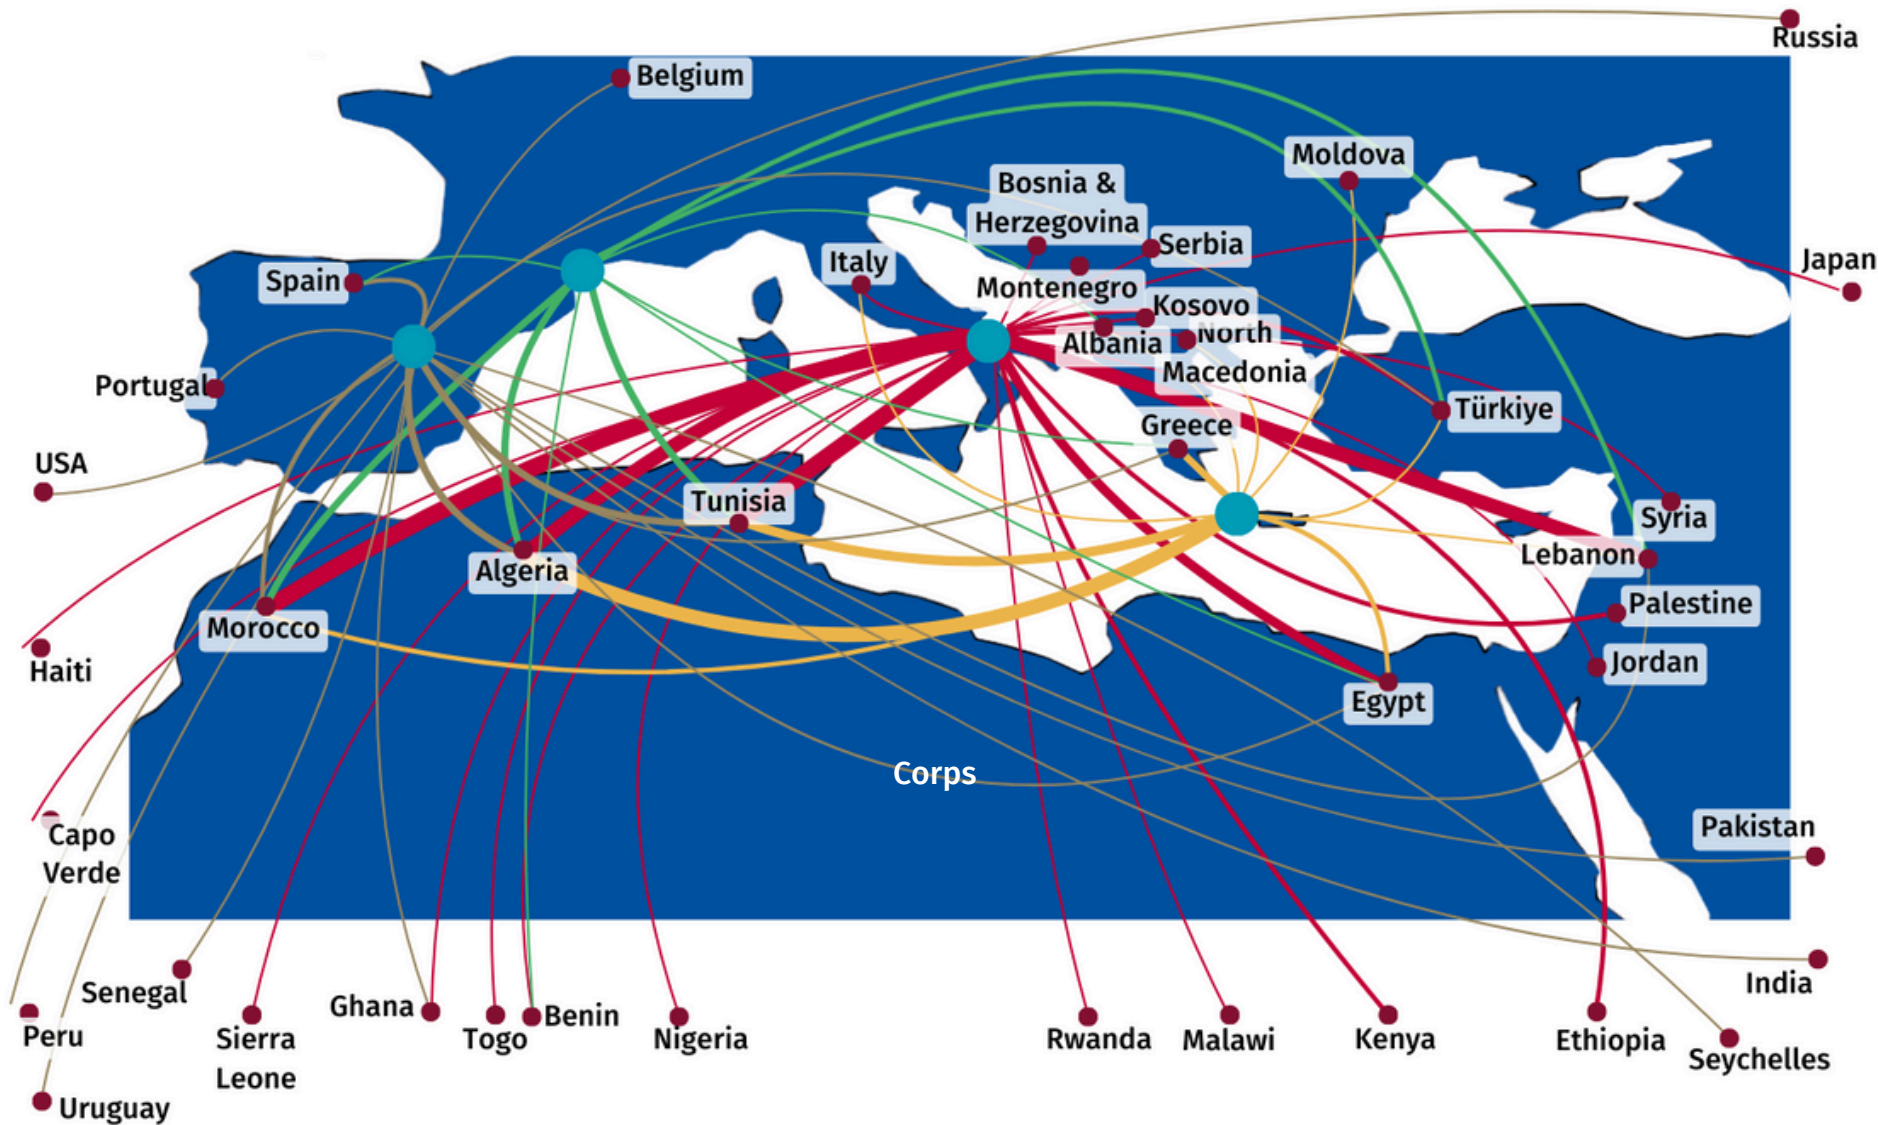 Russia
Belgium
Moldova
Bosnia &
Herzegovina
Serbia
Italy
Japan
Spain
Montenegro
Kosovo
North
Albania
Macedonia
Portugal
Türkiye
Greece
USA
Tunisia
Syria
Lebanon
Algeria
Palestine
Morocco
Jordan
Haiti
Egypt
Corps
Pakistan
Capo
Verde
India
Senegal
Ghana
Benin
Peru
Sierra
Leone
Togo
Nigeria
Rwanda
Malawi
Kenya
Ethiopia
Seychelles
Uruguay